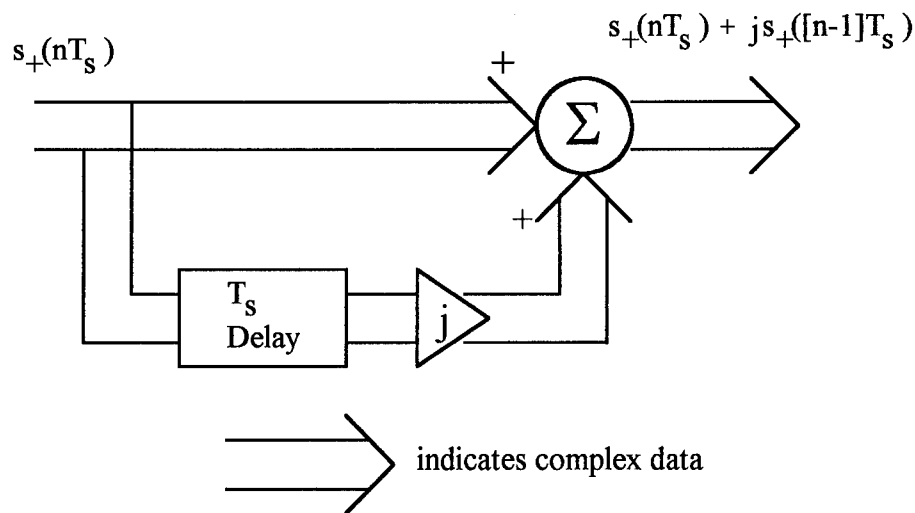 s₊(nTₛ) + js₊([n-1]Tₛ)
s₊(nTₛ)
+
Σ
+
Tₛ
Delay
j
indicates complex data